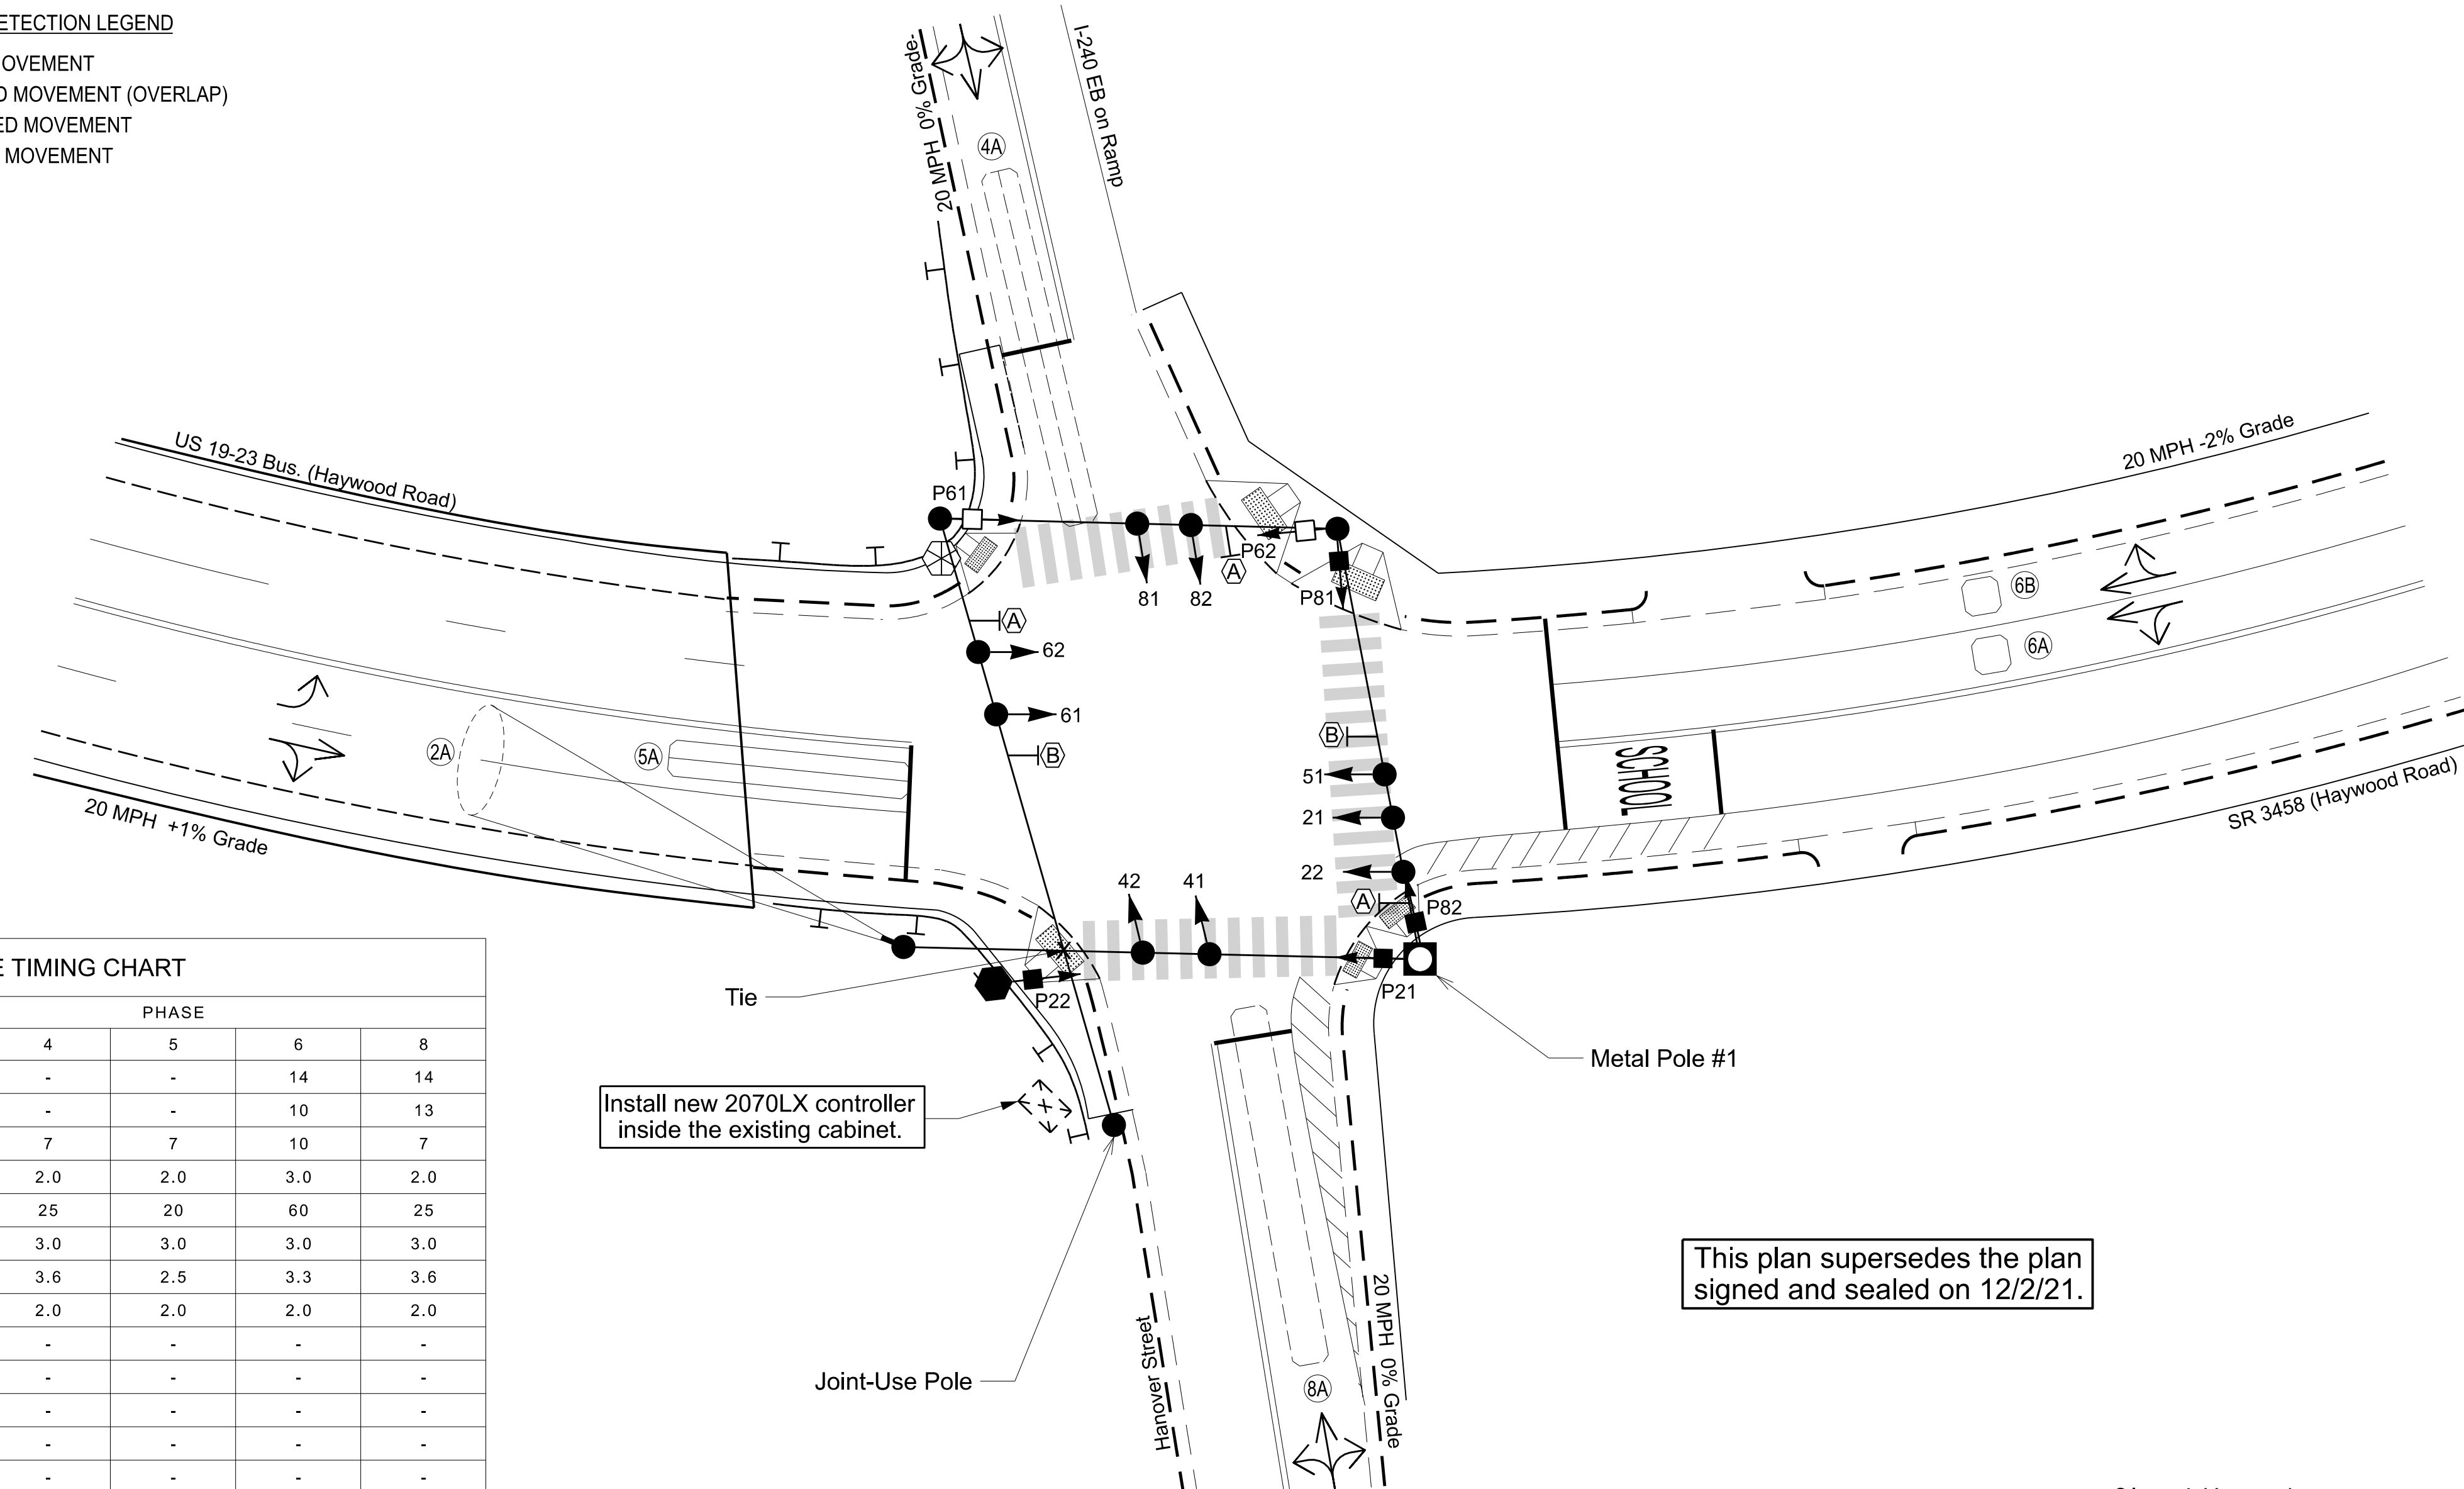 ETECTION LEGEND
OVEMENT
D MOVEMENT (OVERLAP)
ED MOVEMENT
MOVEMENT
20 MPH 0% Grade
I-240 EB on Ramp
4A
US 19-23 Bus. (Haywood Road)
20 MPH -2% Grade
P61
P62
A
81
82
P81
6B
6A
A
62
61
B
B
2A
5A
51
21
22
SCHOOL
SR 3458 (Haywood Road)
20 MPH +1% Grade
42
41
A
P82
P21
P22
Tie
Metal Pole #1
Install new 2070LX controller
inside the existing cabinet.
Joint-Use Pole
Hanover Street
20 MPH 0% Grade
8A
This plan supersedes the plan
signed and sealed on 12/2/21.
E TIMING CHART
PHASE
4 5 6 8
- - 14 14
- - 10 13
7 7 10 7
2.0 2.0 3.0 2.0
25 20 60 25
3.0 3.0 3.0 3.0
3.6 2.5 3.3 3.6
2.0 2.0 2.0 2.0
- - - -
- - - -
- - - -
- - - -
- - - -